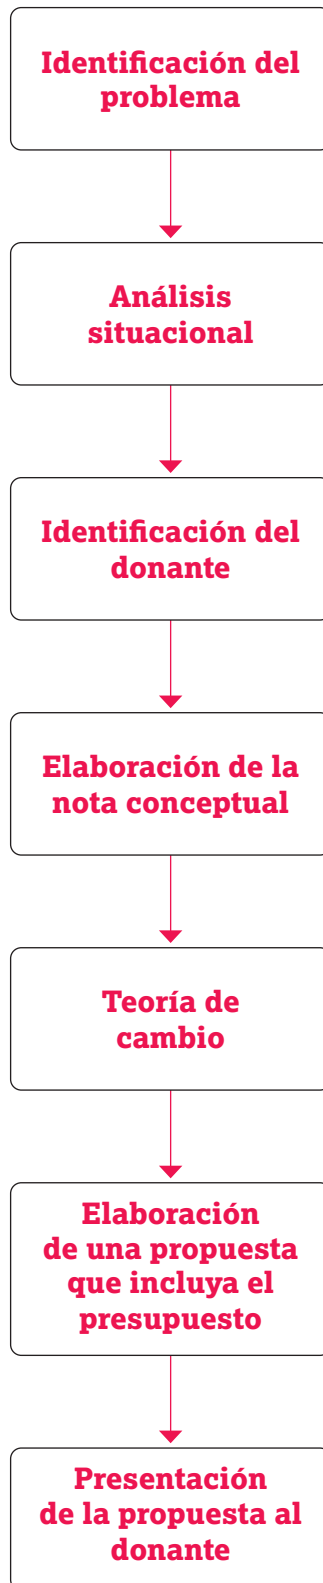 Identificación del
problema
Análisis
situacional
Identificación del
donante
Elaboración de la
nota conceptual
Teoría de
cambio
Elaboración
de una propuesta
que incluya el
presupuesto
Presentación
de la propuesta al
donante